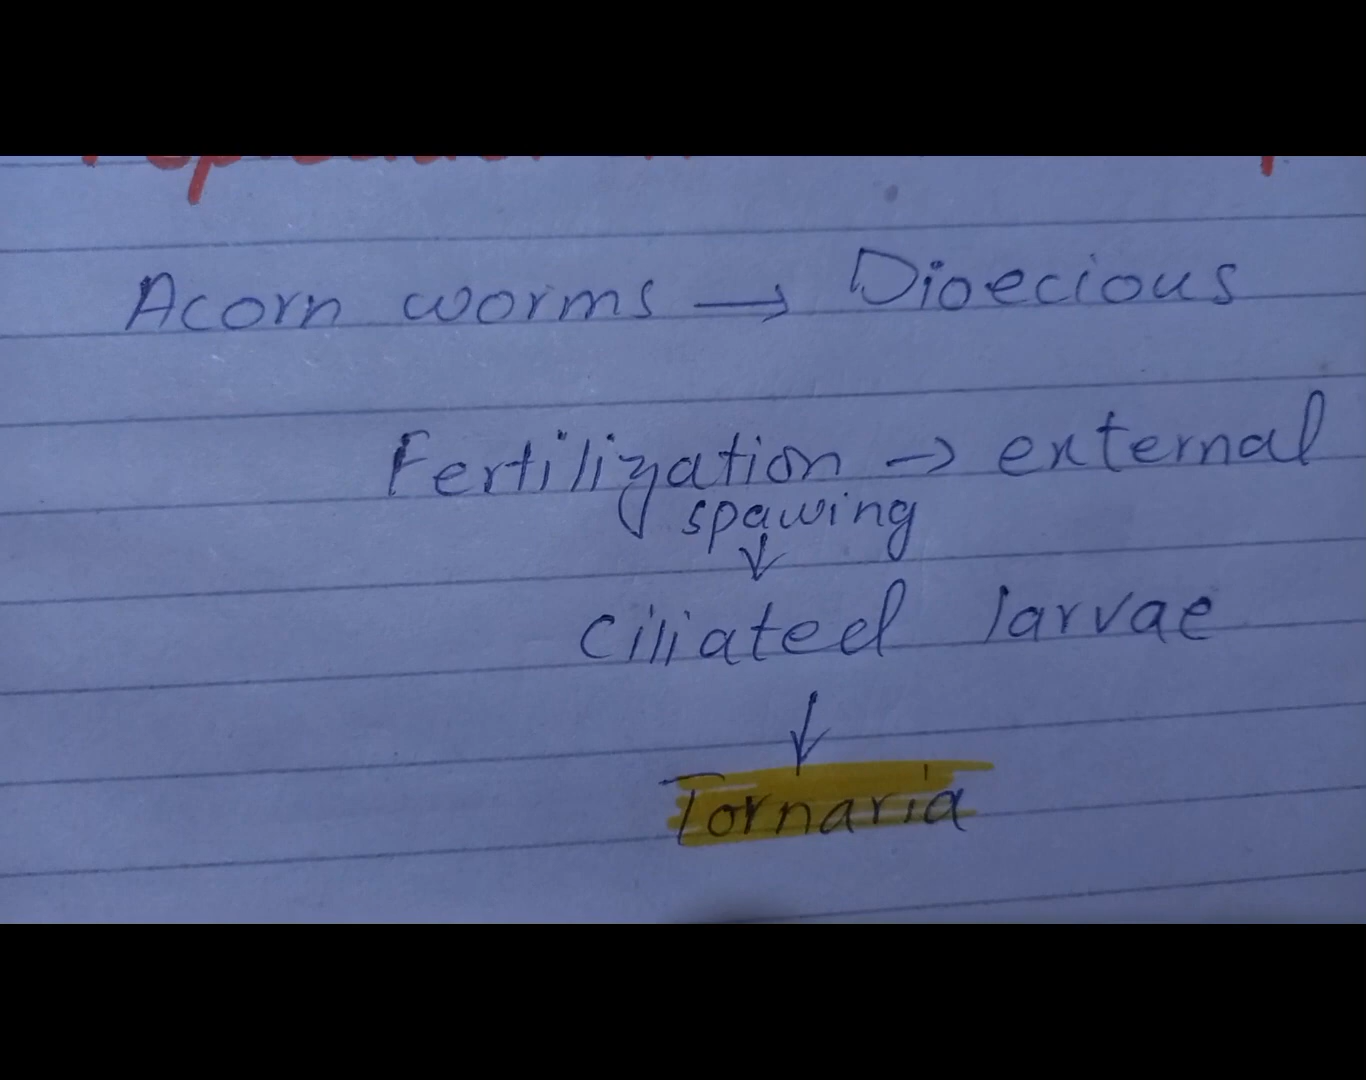 Acorn worms → Dioecious
Fertilization → external
spawing
↓
Ciliated larvae
↓
Tornaria